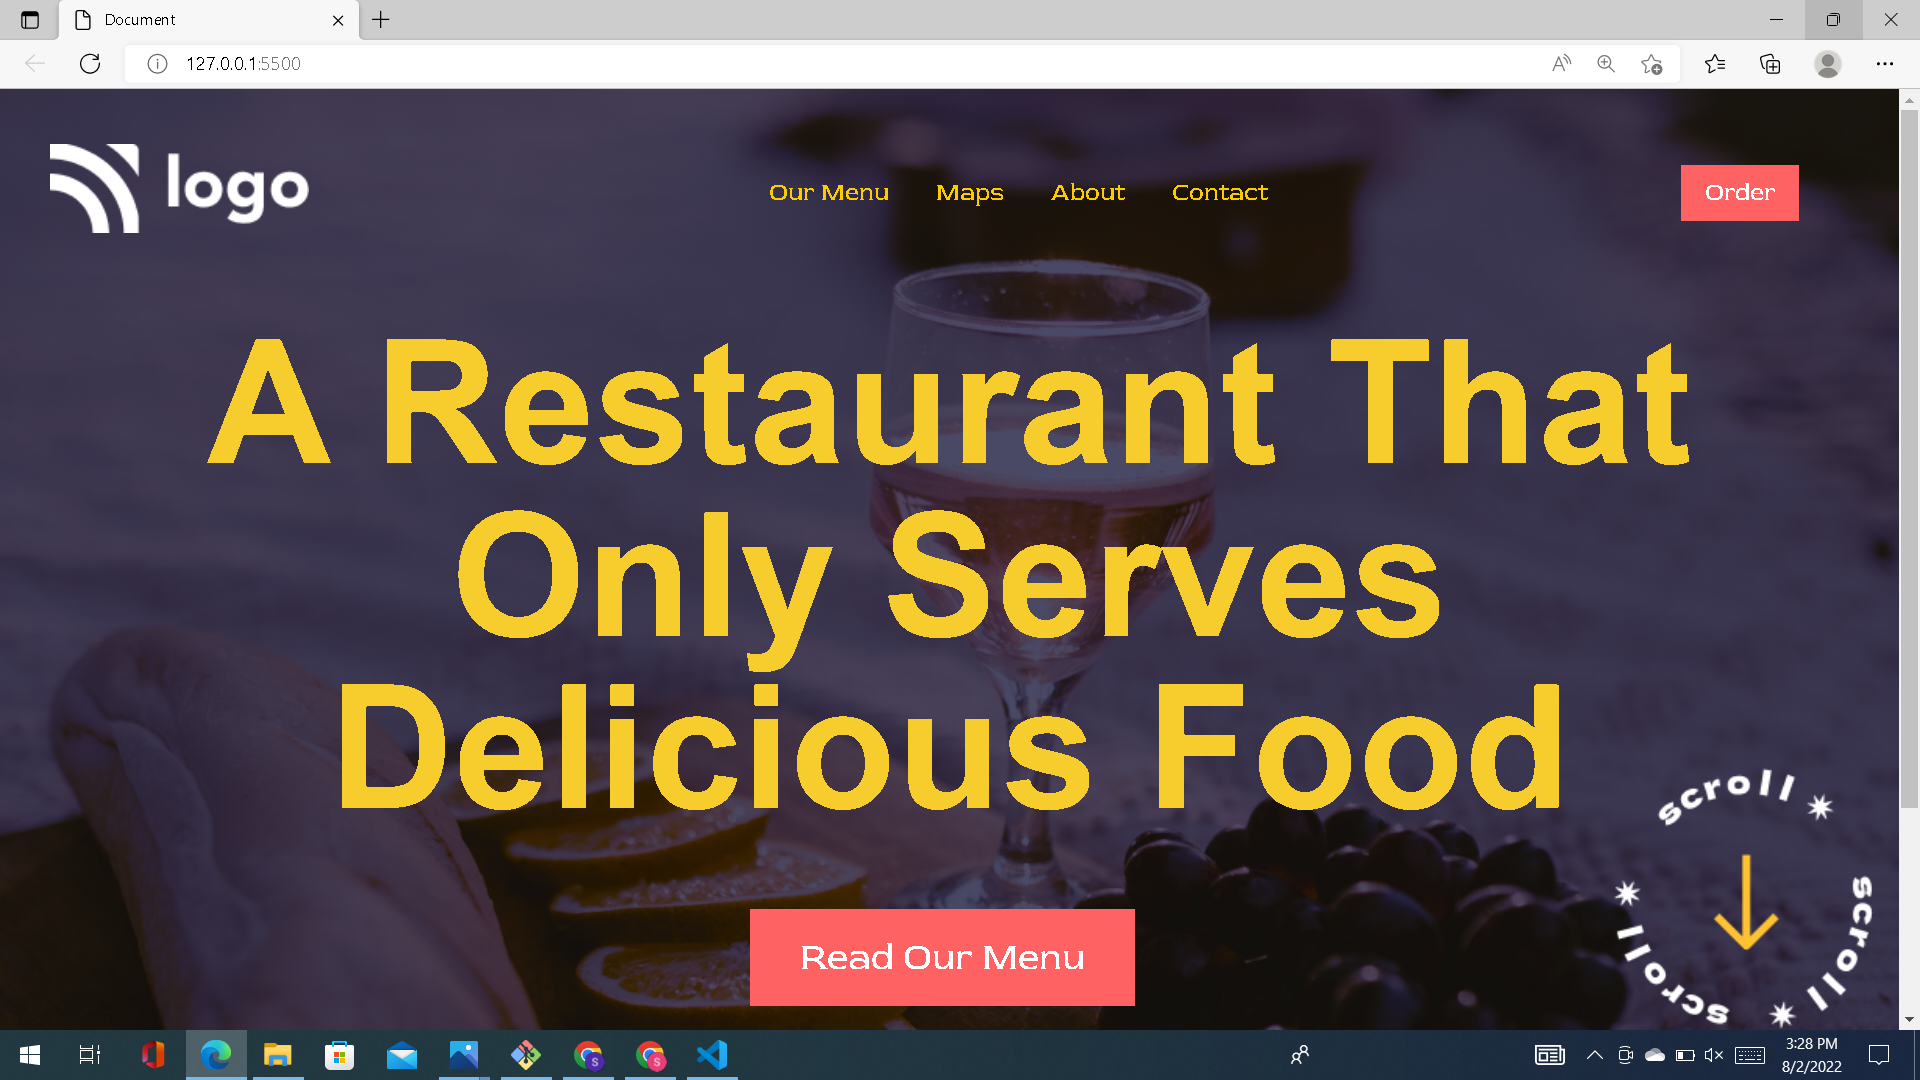 Document
127.0.0.1:5500
logo
Our Menu Maps About Contact
Order
A Restaurant That
Only Serves
Delicious Food
scroll
scroll
scroll
Read Our Menu
3:28 PM
8/2/2022